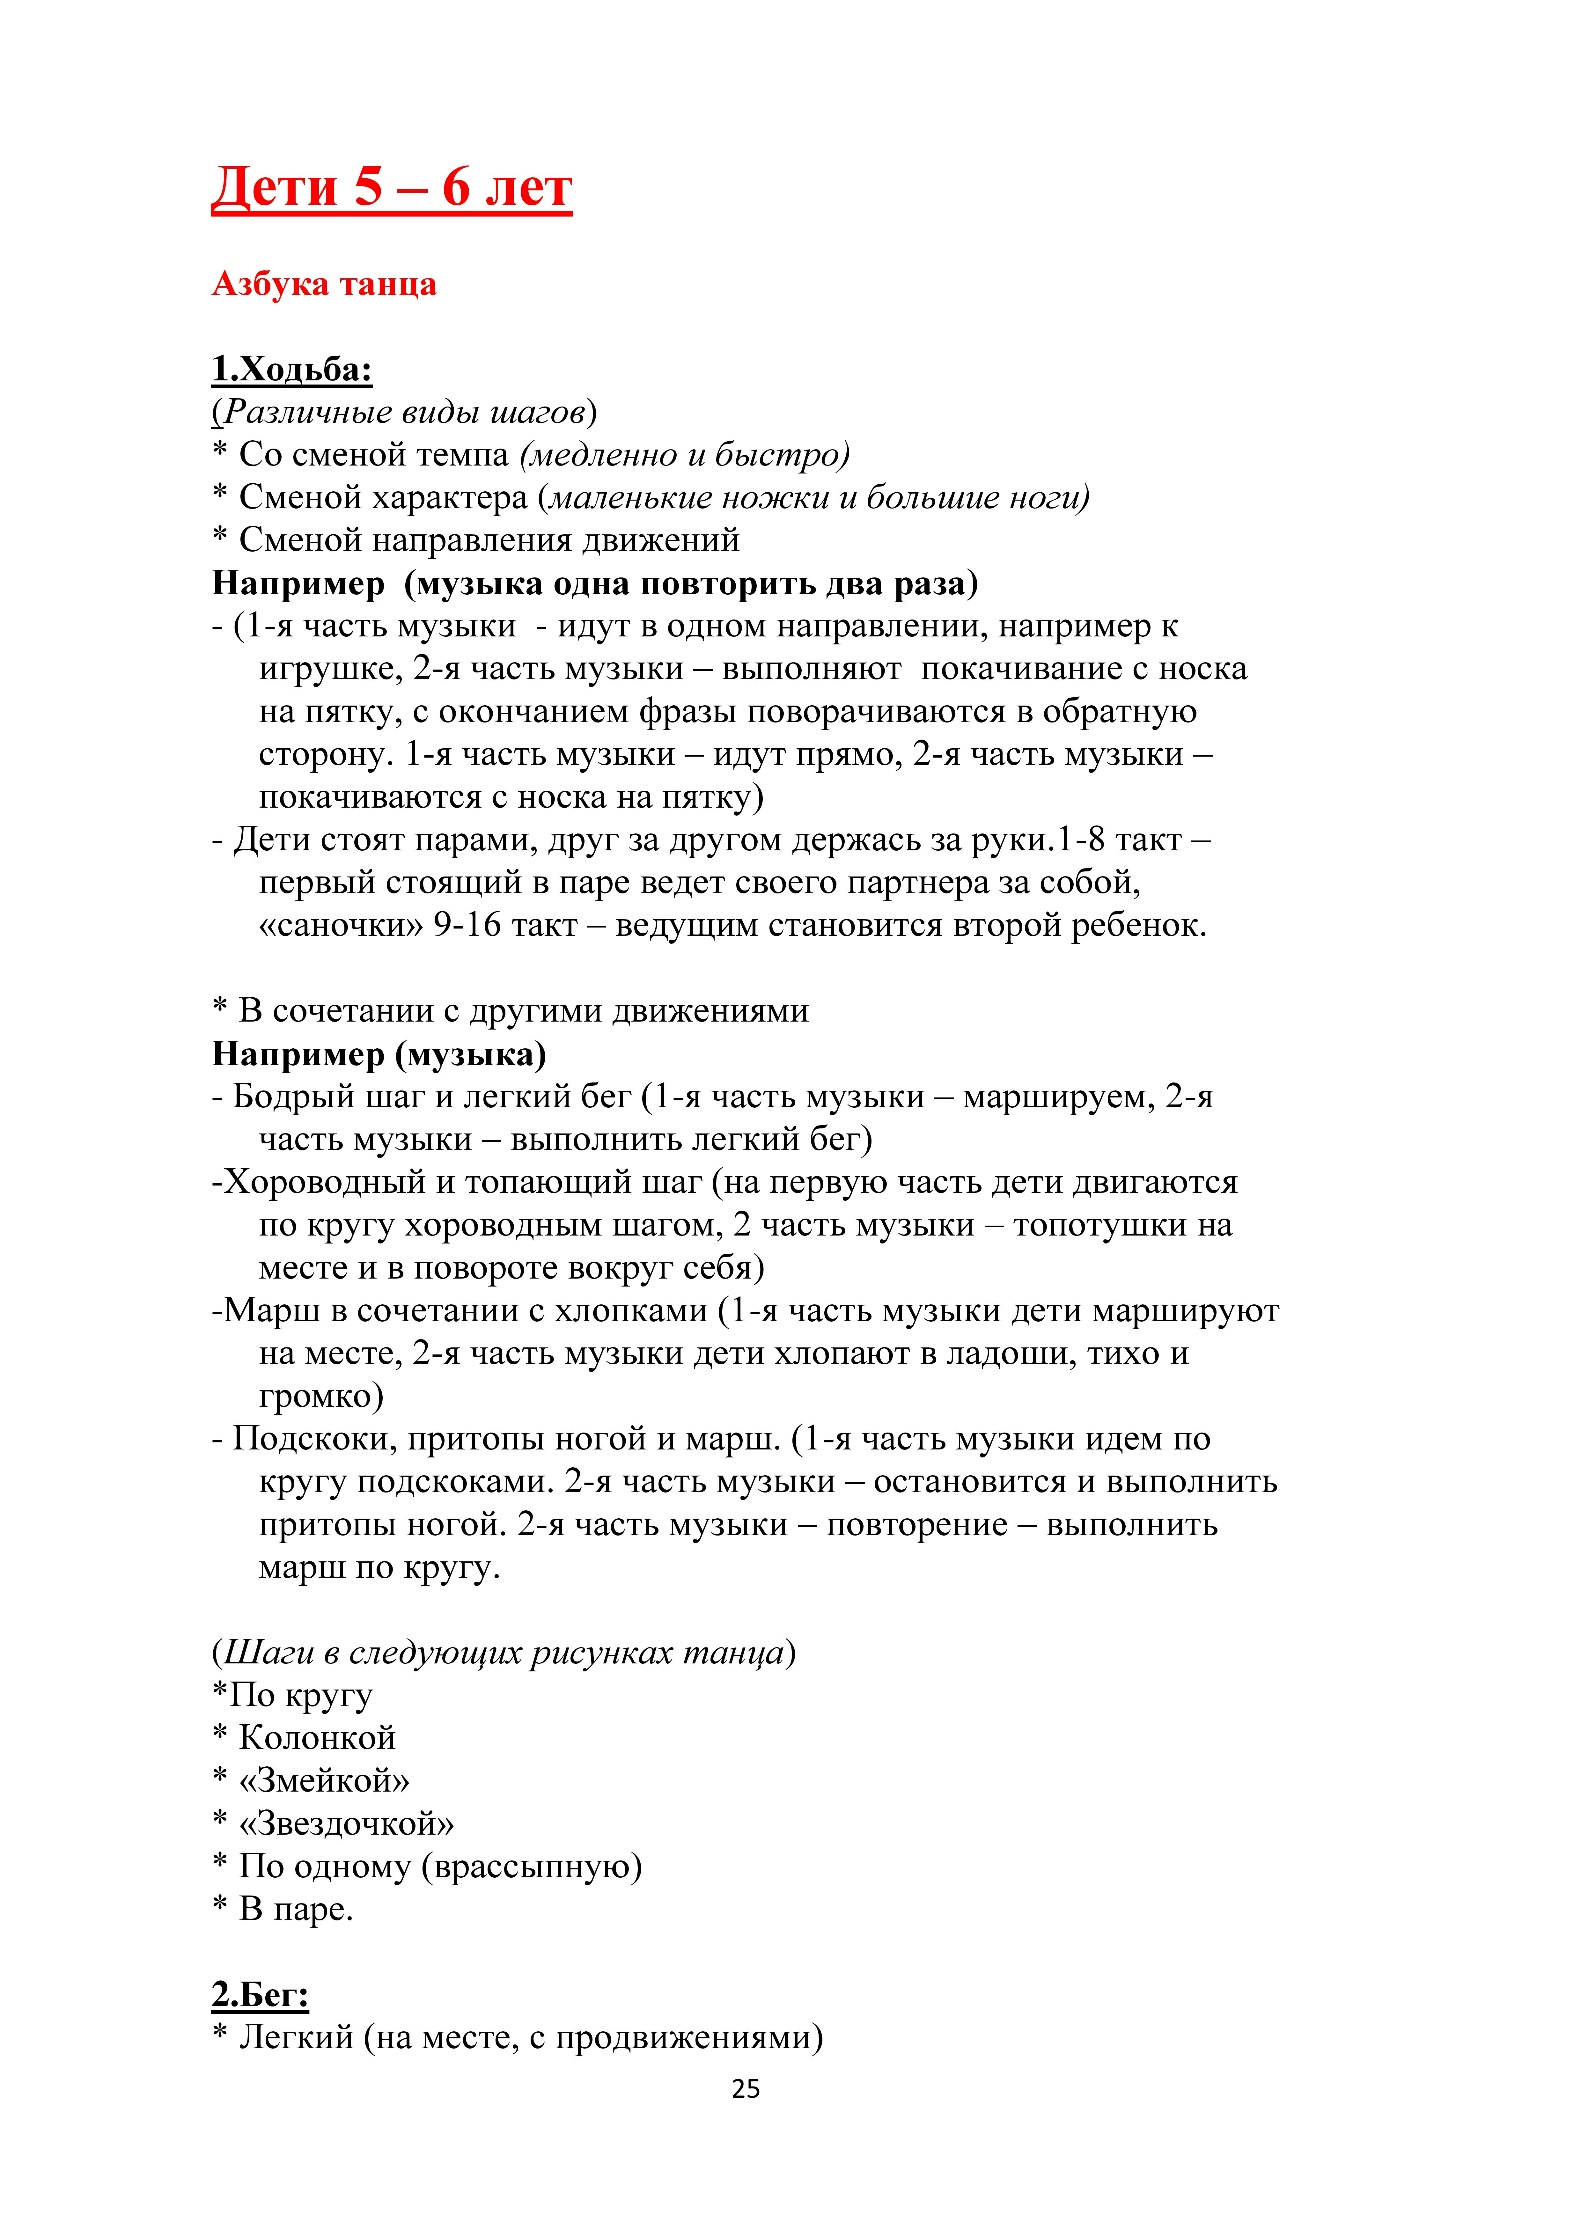 Дети 5 – 6 лет
Азбука танца
1.Ходьба:
(Различные виды шагов)
* Со сменой темпа (медленно и быстро)
* Сменой характера (маленькие ножки и большие ноги)
* Сменой направления движений
Например  (музыка одна повторить два раза)
- (1-я часть музыки  - идут в одном направлении, например к
игрушке, 2-я часть музыки – выполняют  покачивание с носка
на пятку, с окончанием фразы поворачиваются в обратную
сторону. 1-я часть музыки – идут прямо, 2-я часть музыки –
покачиваются с носка на пятку)
- Дети стоят парами, друг за другом держась за руки.1-8 такт –
первый стоящий в паре ведет своего партнера за собой,
«саночки» 9-16 такт – ведущим становится второй ребенок.
* В сочетании с другими движениями
Например (музыка)
- Бодрый шаг и легкий бег (1-я часть музыки – маршируем, 2-я
часть музыки – выполнить легкий бег)
-Хороводный и топающий шаг (на первую часть дети двигаются
по кругу хороводным шагом, 2 часть музыки – топотушки на
месте и в повороте вокруг себя)
-Марш в сочетании с хлопками (1-я часть музыки дети маршируют
на месте, 2-я часть музыки дети хлопают в ладоши, тихо и
громко)
- Подскоки, притопы ногой и марш. (1-я часть музыки идем по
кругу подскоками. 2-я часть музыки – остановится и выполнить
притопы ногой. 2-я часть музыки – повторение – выполнить
марш по кругу.
(Шаги в следующих рисунках танца)
*По кругу
* Колонкой
* «Змейкой»
* «Звездочкой»
* По одному (врассыпную)
* В паре.
2.Бег:
* Легкий (на месте, с продвижениями)
25